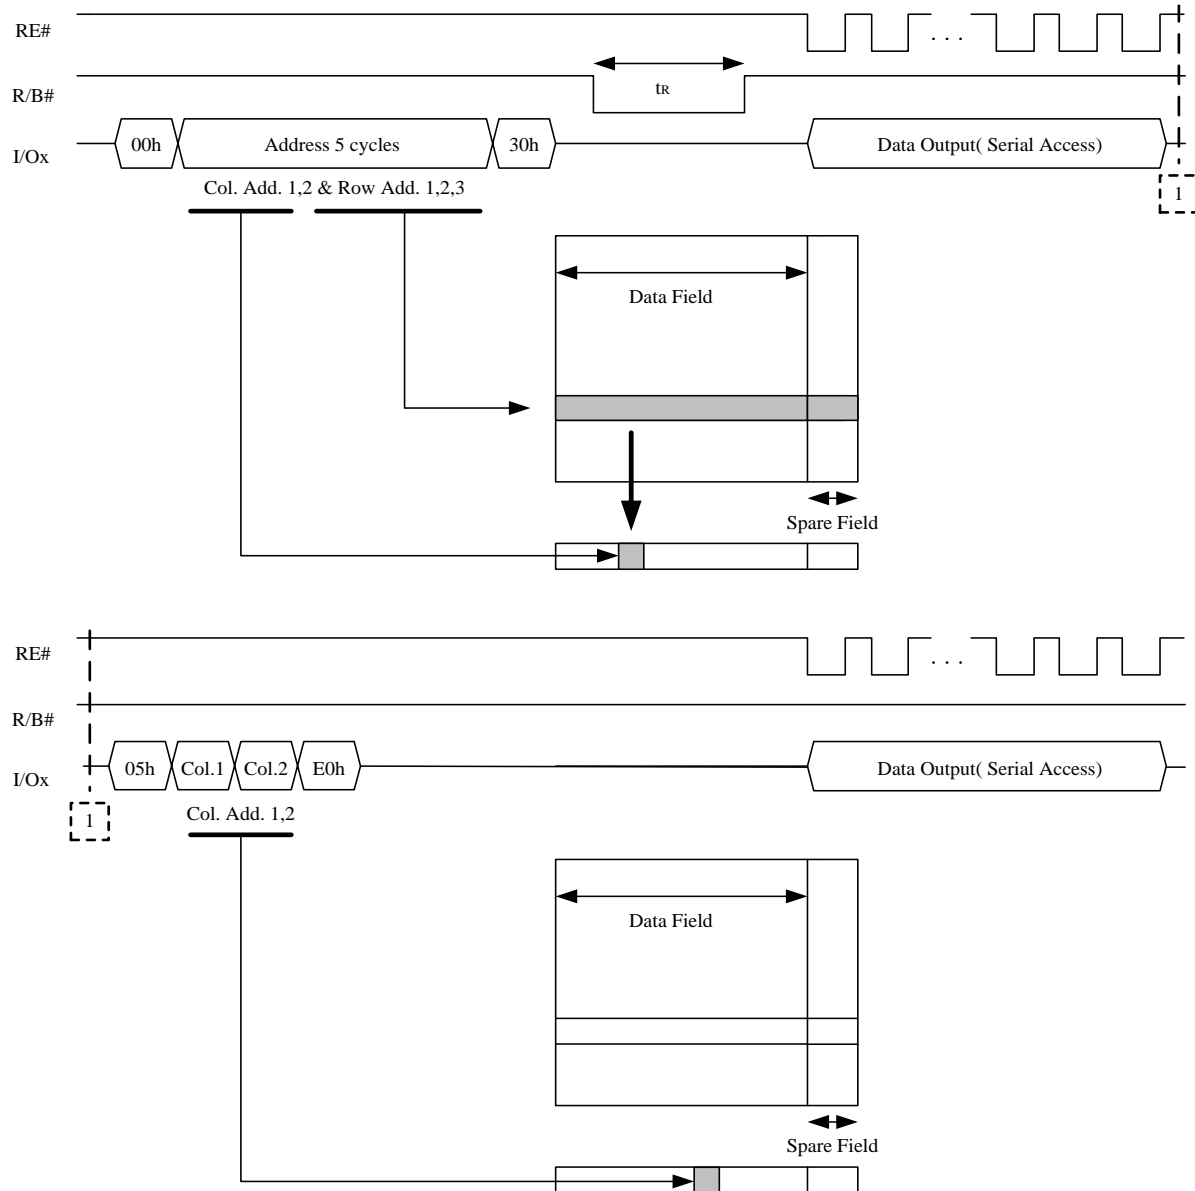 RE#
. . .
R/B#
tR
I/Ox
00h
Address 5 cycles
30h
Data Output( Serial Access)
Col. Add. 1,2 & Row Add. 1,2,3
1
Data Field
Spare Field
RE#
. . .
R/B#
I/Ox
05h
Col.1
Col.2
E0h
Data Output( Serial Access)
1
Col. Add. 1,2
Data Field
Spare Field